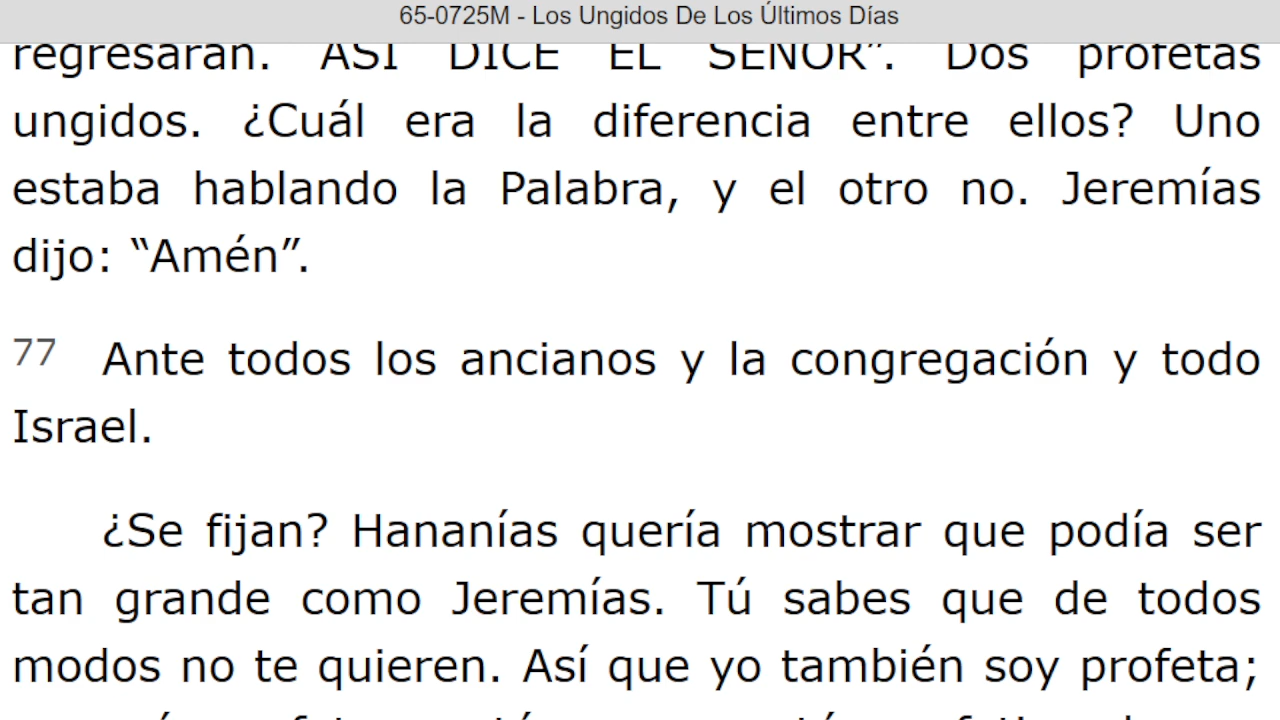 65-0725M - Los Ungidos De Los Últimos Días
regresarán. ASÍ DICE EL SEÑOR”. Dos profetas
ungidos. ¿Cuál era la diferencia entre ellos? Uno
estaba hablando la Palabra, y el otro no. Jeremías
dijo: “Amén”.
77 Ante todos los ancianos y la congregación y todo
Israel.
¿Se fijan? Hananías quería mostrar que podía ser
tan grande como Jeremías. Tú sabes que de todos
modos no te quieren. Así que yo también soy profeta;